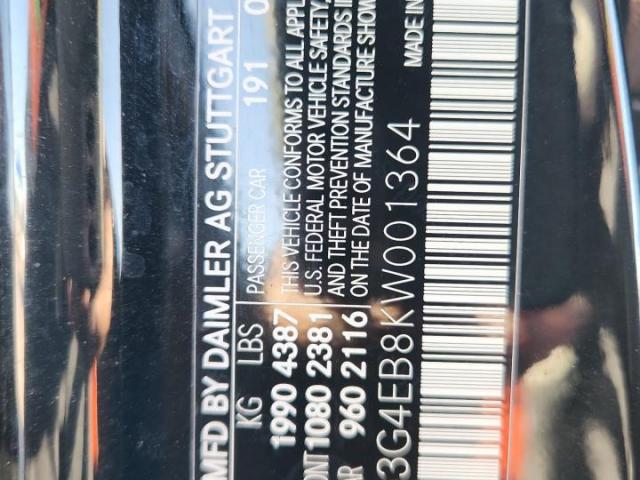 MFD BY DAIMLER AG STUTTGART
KG LBS PASSENGER CAR 191 0
1990 4387 THIS VEHICLE CONFORMS TO ALL APPL
1080 2381 U.S. FEDERAL MOTOR VEHICLE SAFETY,
960 2116 AND THEFT PREVENTION STANDARDS
ON THE DATE OF MANUFACTURE SHOW
3G4EB8KW001364 MADE IN